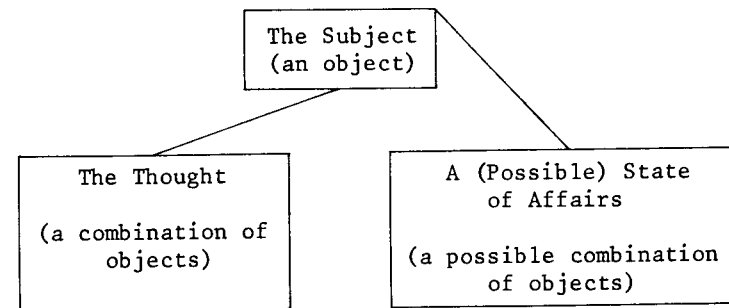 The Subject
(an object)
The Thought
(a combination of
objects)
A (Possible) State
of Affairs
(a possible combination
of objects)